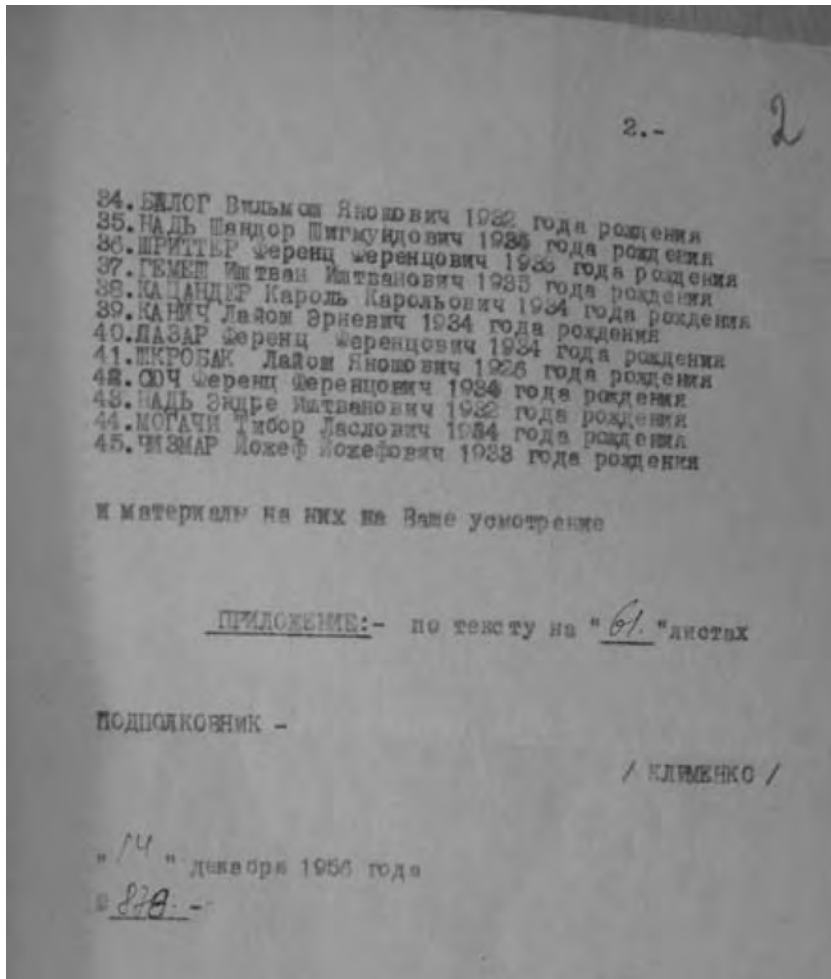 2.- 2
34.БАЛОГ Вильмош Яношович 1932 года рождения
35.НАДЬ Шандор Шигмундович 1935 года рождения
36.ШРИТТЕР Ференц Ференцович 1935 года рождения
37.ГЕМЕШ Иштван Иштванович 1935 года рождения
38.КАЦАНДЕР Кароль Карольович 1934 года рождения
39.КАНИЧ Лайош Эрневич 1934 года рождения
40.ЛАЗАР Ференц Ференцович 1934 года рождения
41.ШКРОБАК Лайош Яношович 1926 года рождения
42. Ференц Ференцович 1934 года рождения
43.НАДЬ Эндре Иштванович 1932 года рождения
44.МОГАЧИ Тибор Ласлович 1934 года рождения
45.ЧИЗМАР Йожеф Йожефович 1933 года рождения
и материалы на них на Ваше усмотрение
ПРИЛОЖЕНИЕ:- по тексту на "61."листах
ПОДПОЛКОВНИК -
/ КЛИМЕНКО /
"14" декабря 1956 года